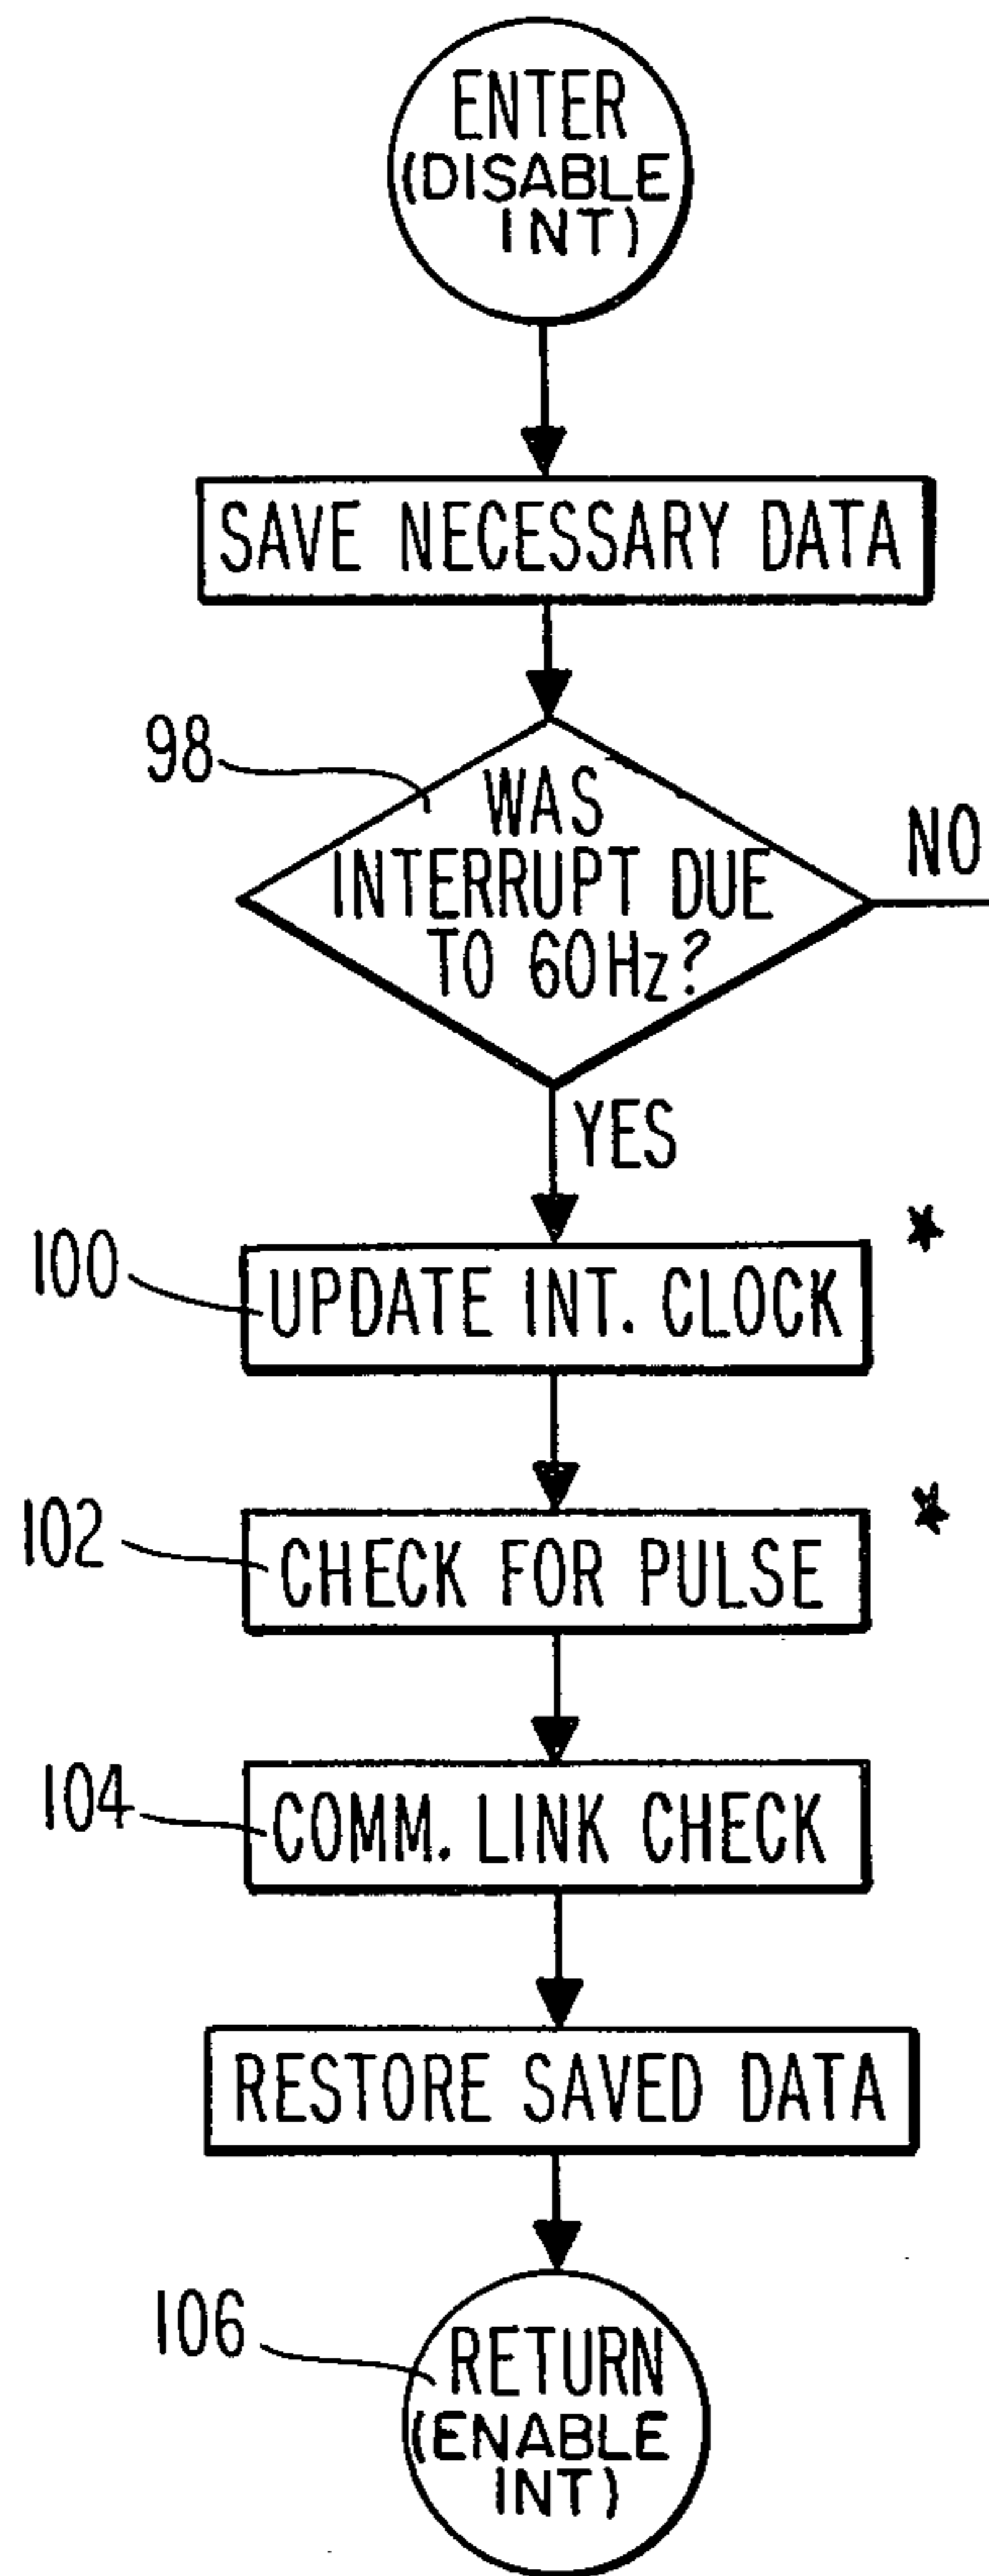 ENTER
(DISABLE
INT)
SAVE NECESSARY DATA
98
WAS
INTERRUPT DUE
TO 60Hz?
NO
YES
100
UPDATE INT. CLOCK
102
CHECK FOR PULSE
104
COMM. LINK CHECK
RESTORE SAVED DATA
106
RETURN
(ENABLE
INT)